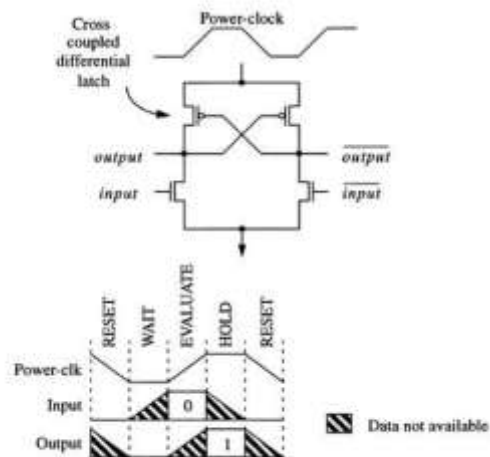 Power-clock
Cross
coupled
differential
latch
output
output
input
input
RESET
WAIT
EVALUATE
HOLD
RESET
Power-clk
Input
0
Output
1
Data not available